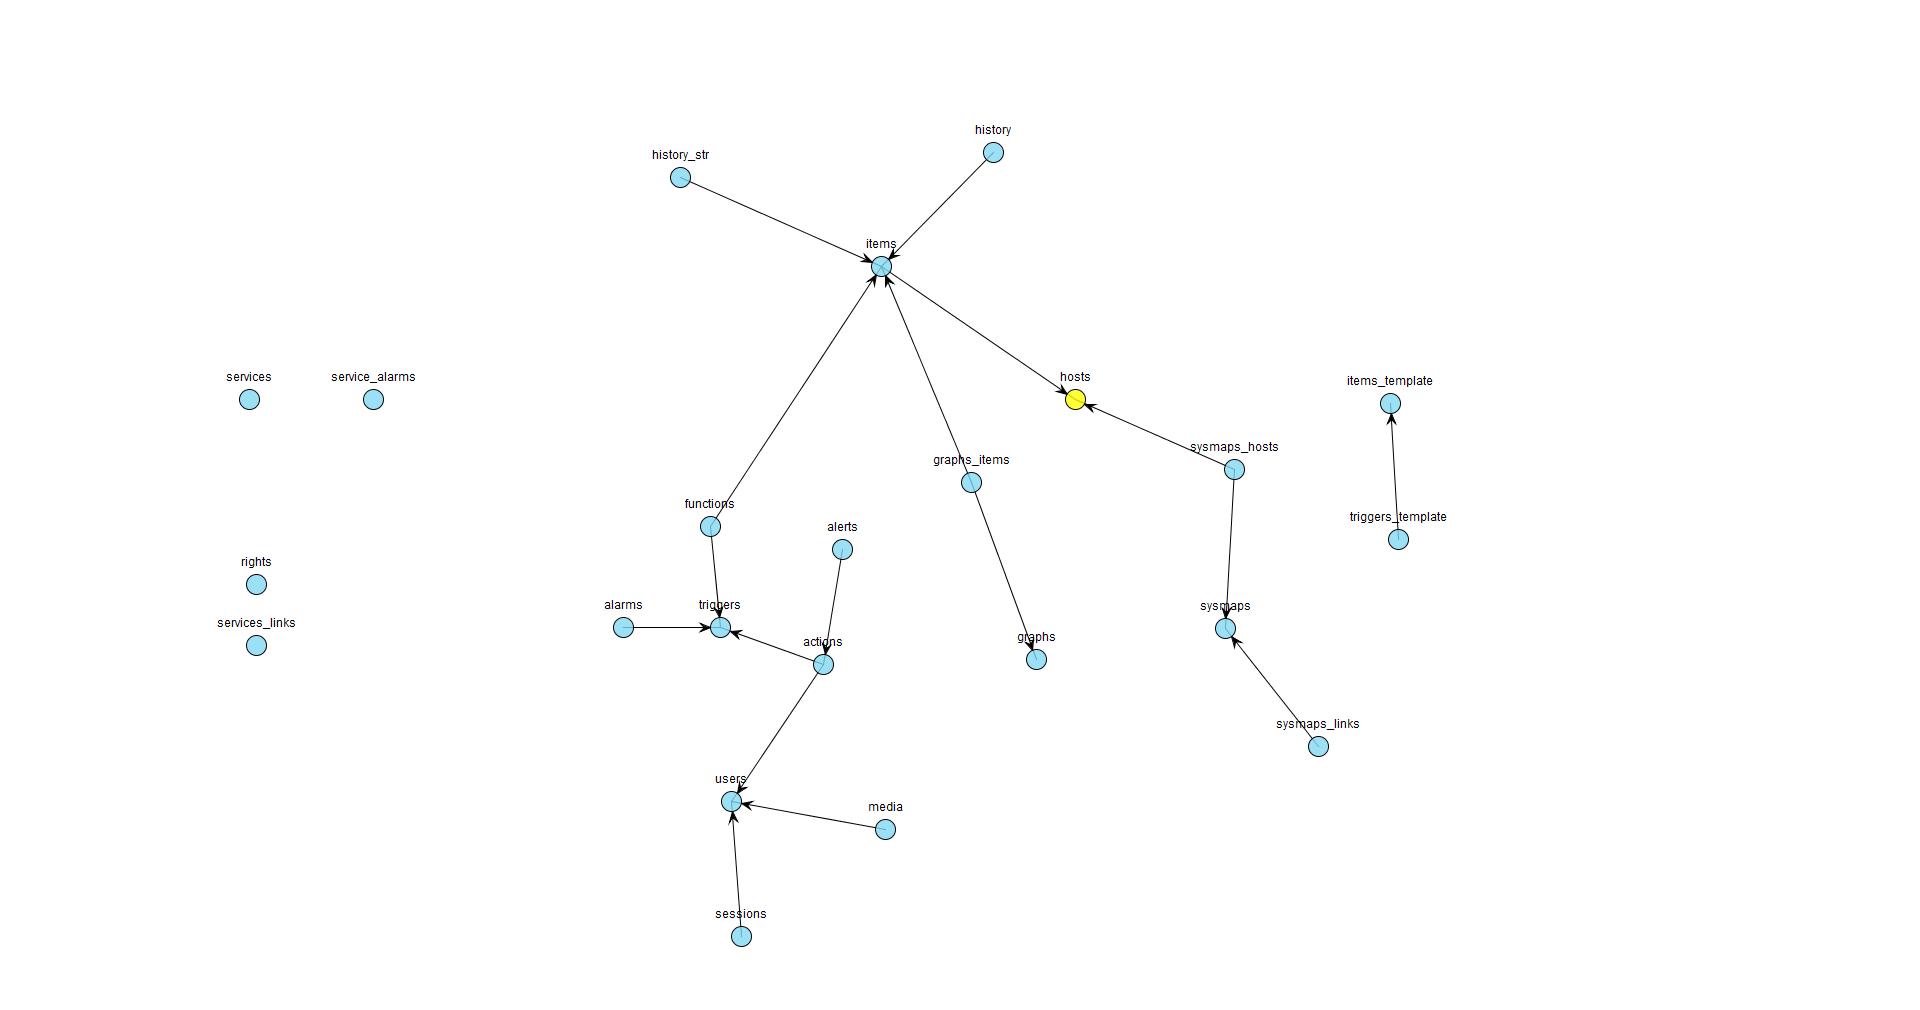 history
history_str
items
services
service_alarms
hosts
items_template
sysmaps_hosts
graphs_items
functions
triggers_template
alerts
rights
alarms
triggers
sysmaps
services_links
graphs
actions
sysmaps_links
users
media
sessions